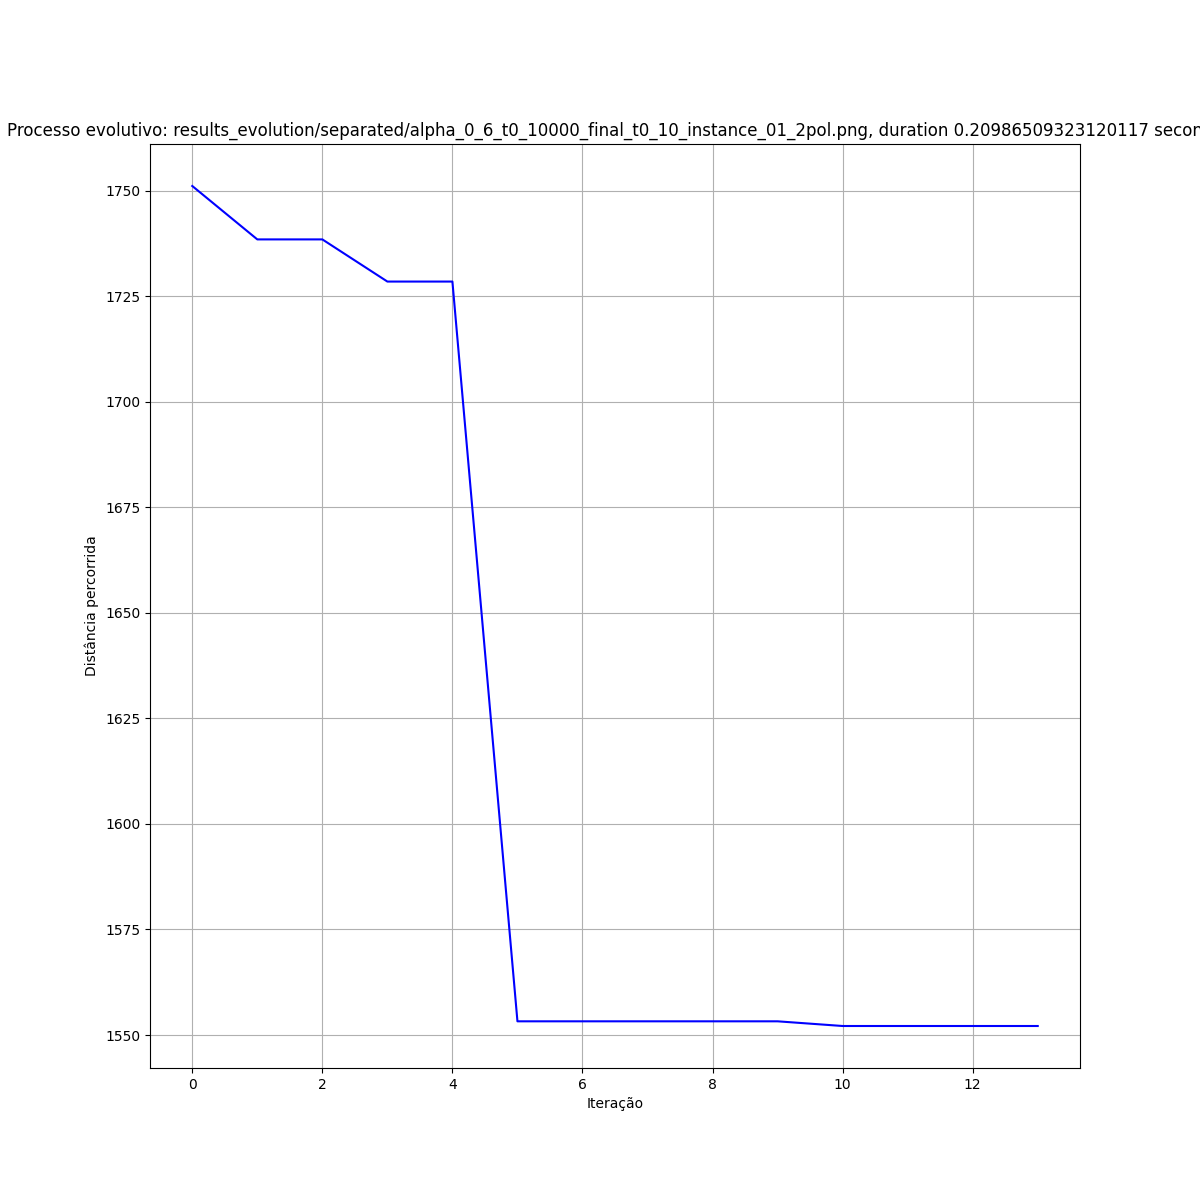 Processo evolutivo: results_evolution/separated/alpha_0_6_t0_10000_final_t0_10_instance_01_2pol.png, duration 0.20986509323120117 secon
1750
1725
1700
1675
1650
1625
1600
1575
1550
Distância percorrida
0 2 4 6 8 10 12
Iteração